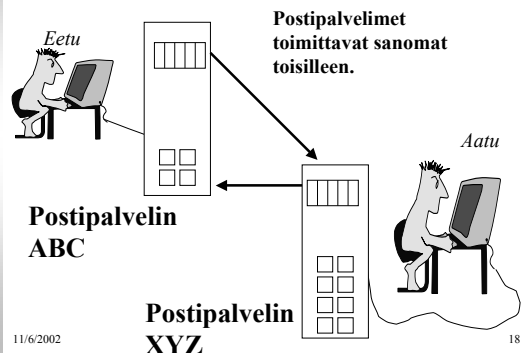 Eetu
Postipalvelimet
toimittavat sanomat
toisilleen.
Aatu
Postipalvelin
ABC
Postipalvelin
XYZ
11/6/2002
18